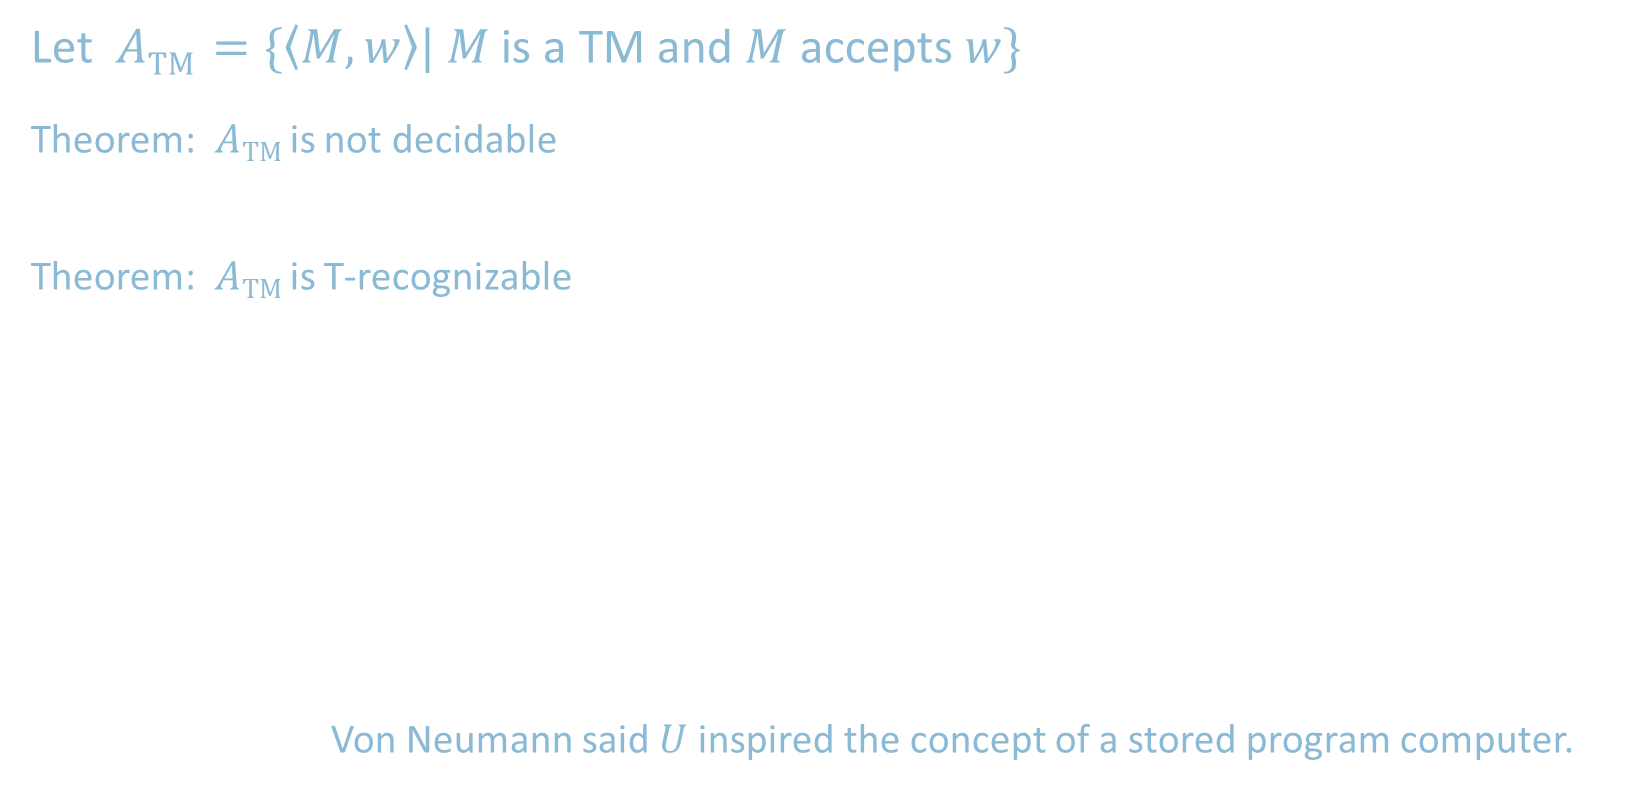 Let A_TM = {⟨M, w⟩| M is a TM and M accepts w}
Theorem: A_TM is not decidable
Theorem: A_TM is T-recognizable
Von Neumann said U inspired the concept of a stored program computer.